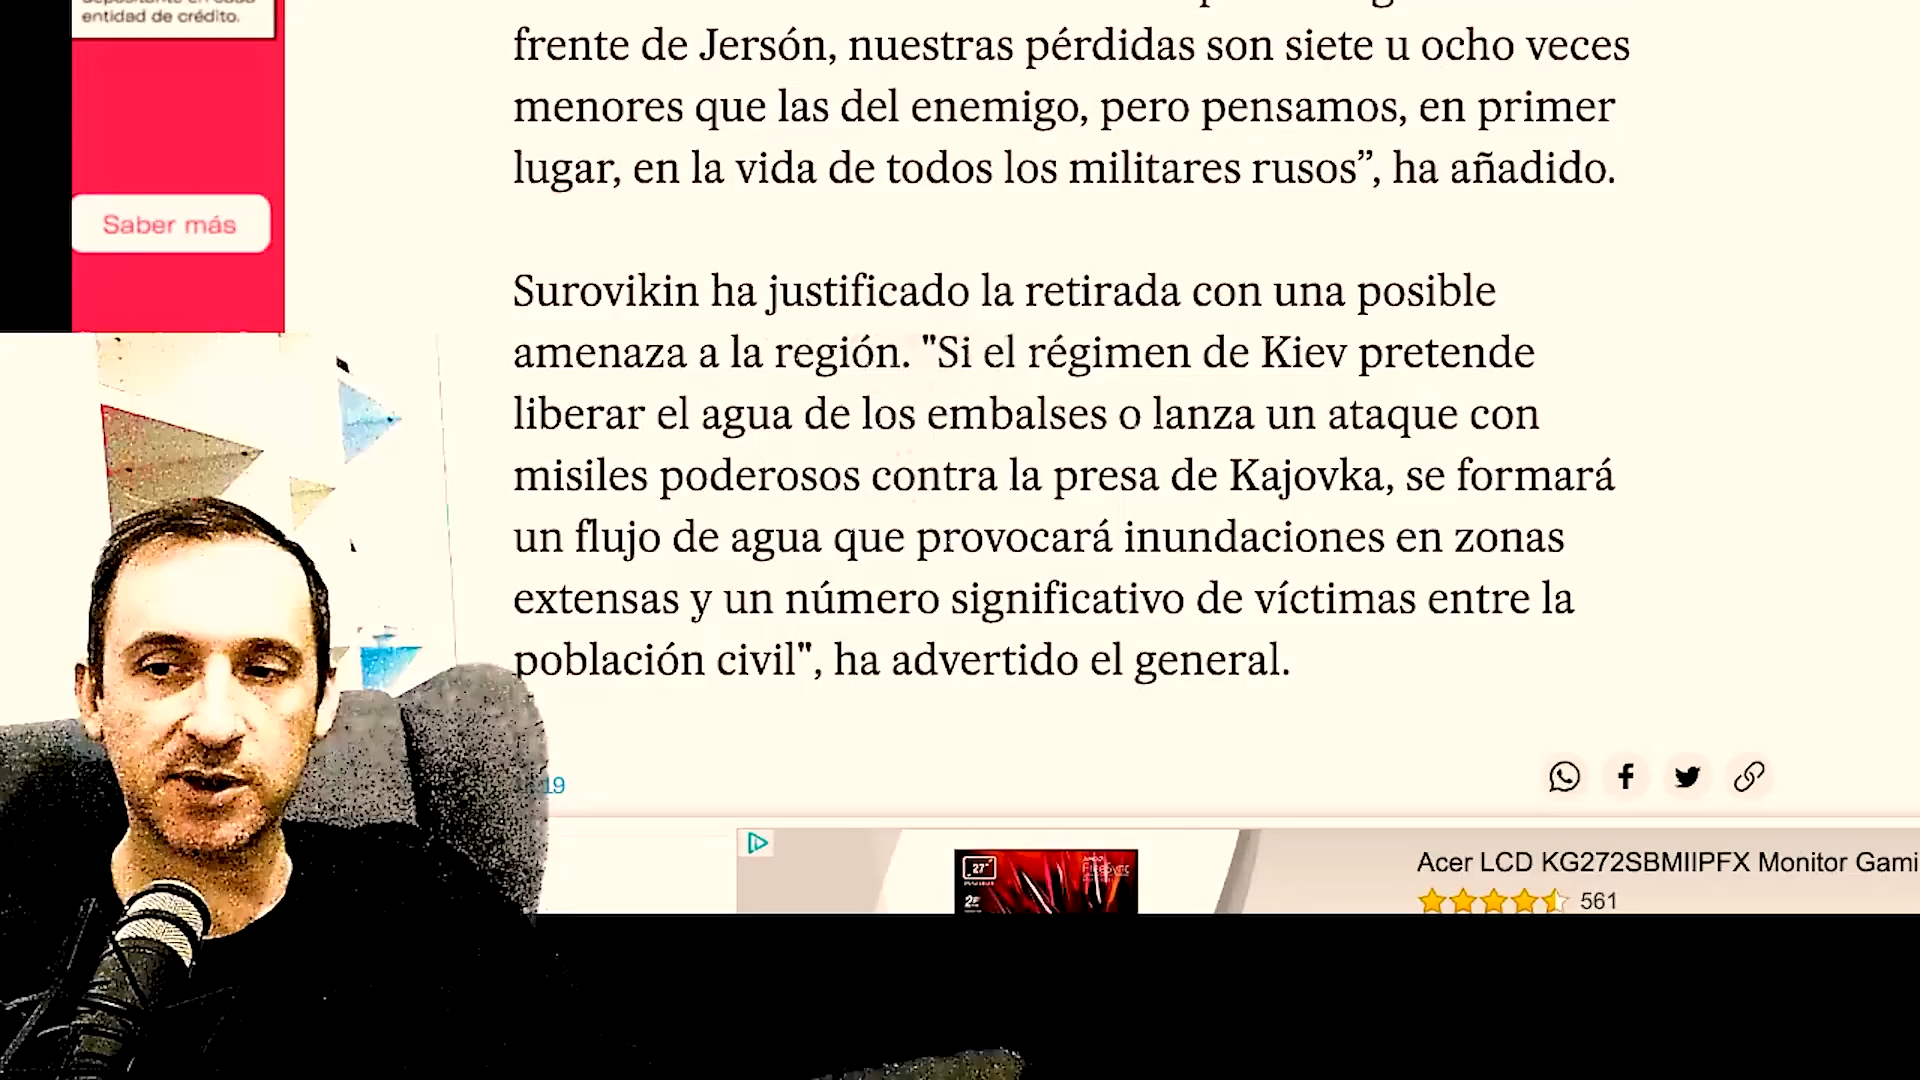 entidad de crédito.
Saber más
frente de Jersón, nuestras pérdidas son siete u ocho veces
menores que las del enemigo, pero pensamos, en primer
lugar, en la vida de todos los militares rusos”, ha añadido.
Surovikin ha justificado la retirada con una posible
amenaza a la región. "Si el régimen de Kiev pretende
liberar el agua de los embalses o lanza un ataque con
misiles poderosos contra la presa de Kajovka, se formará
un flujo de agua que provocará inundaciones en zonas
extensas y un número significativo de víctimas entre la
población civil", ha advertido el general.
19
27"
Acer LCD KG272SBMIIPFX Monitor Gami
561